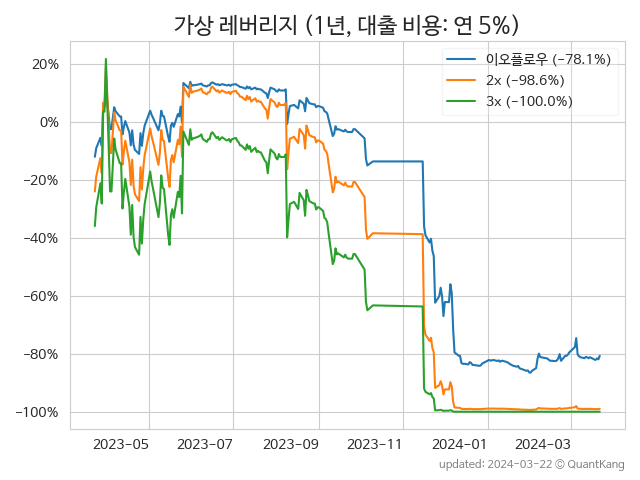 가상 레버리지 (1년, 대출 비용: 연 5%)
이오플로우 (−78.1%)
2x (−98.6%)
3x (−100.0%)
20%
0%
−20%
−40%
−60%
−80%
−100%
2023-05
2023-07
2023-09
2023-11
2024-01
2024-03
updated: 2024-03-22 © QuantKang